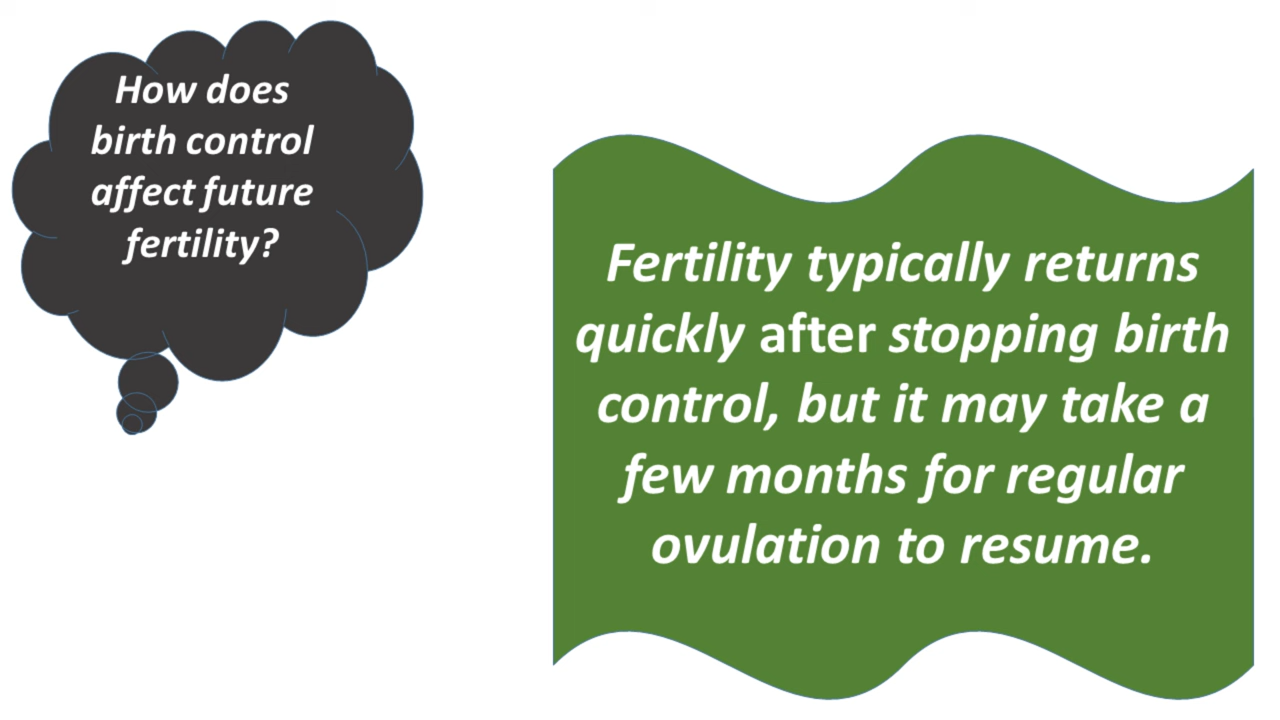 How does
birth control
affect future
fertility?
Fertility typically returns
quickly after stopping birth
control, but it may take a
few months for regular
ovulation to resume.